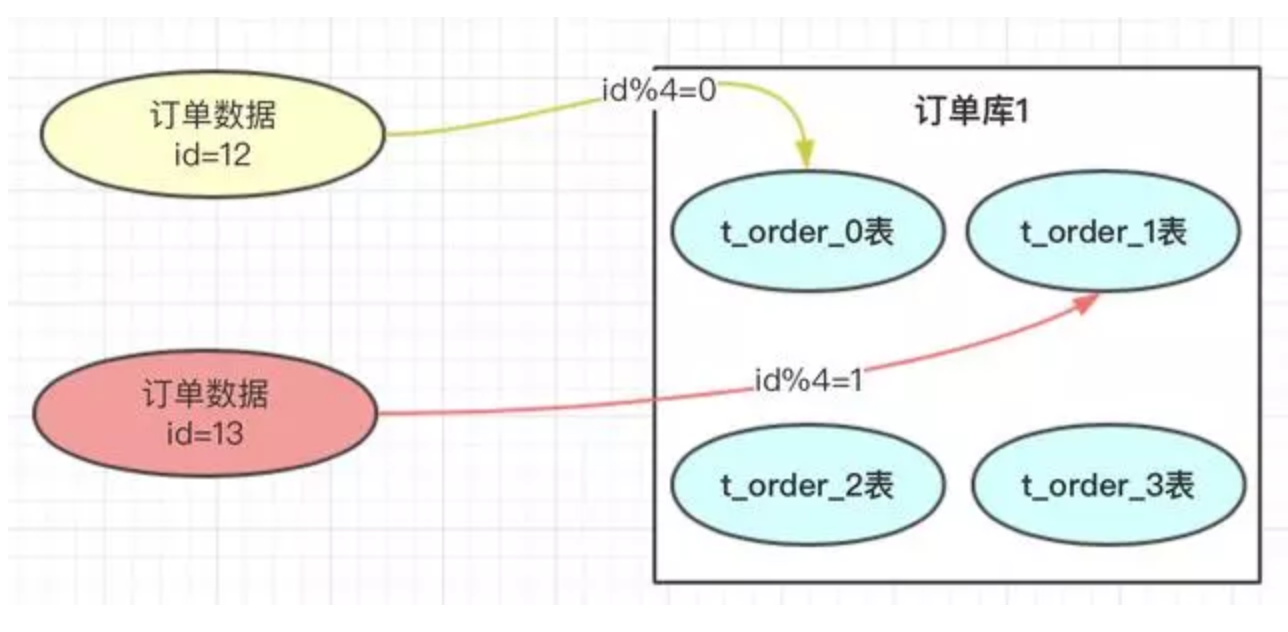 订单数据
id=12
id%4=0
订单库1
t_order_0表
t_order_1表
订单数据
id=13
id%4=1
t_order_2表
t_order_3表